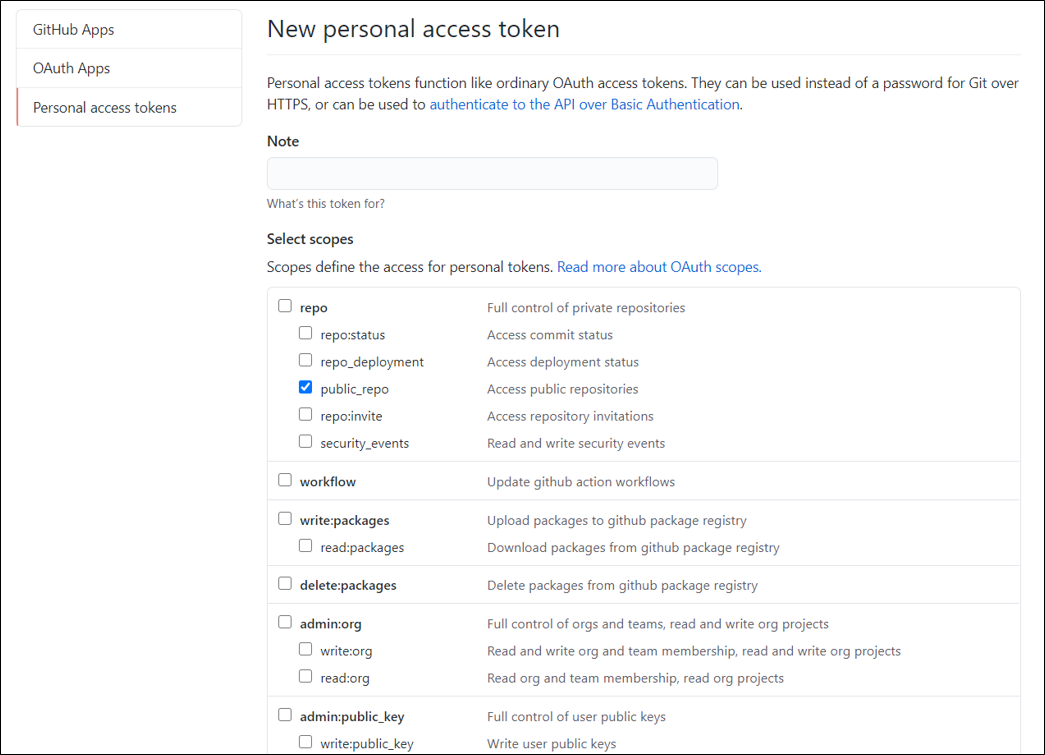 GitHub Apps
OAuth Apps
Personal access tokens
New personal access token
Personal access tokens function like ordinary OAuth access tokens. They can be used instead of a password for Git over
HTTPS, or can be used to authenticate to the API over Basic Authentication.
Note
What's this token for?
Select scopes
Scopes define the access for personal tokens. Read more about OAuth scopes.
repo Full control of private repositories
repo:status Access commit status
repo_deployment Access deployment status
public_repo Access public repositories
repo:invite Access repository invitations
security_events Read and write security events
workflow Update github action workflows
write:packages Upload packages to github package registry
read:packages Download packages from github package registry
delete:packages Delete packages from github package registry
admin:org Full control of orgs and teams, read and write org projects
write:org Read and write org and team membership, read and write org projects
read:org Read org and team membership, read org projects
admin:public_key Full control of user public keys
write:public_key Write user public keys